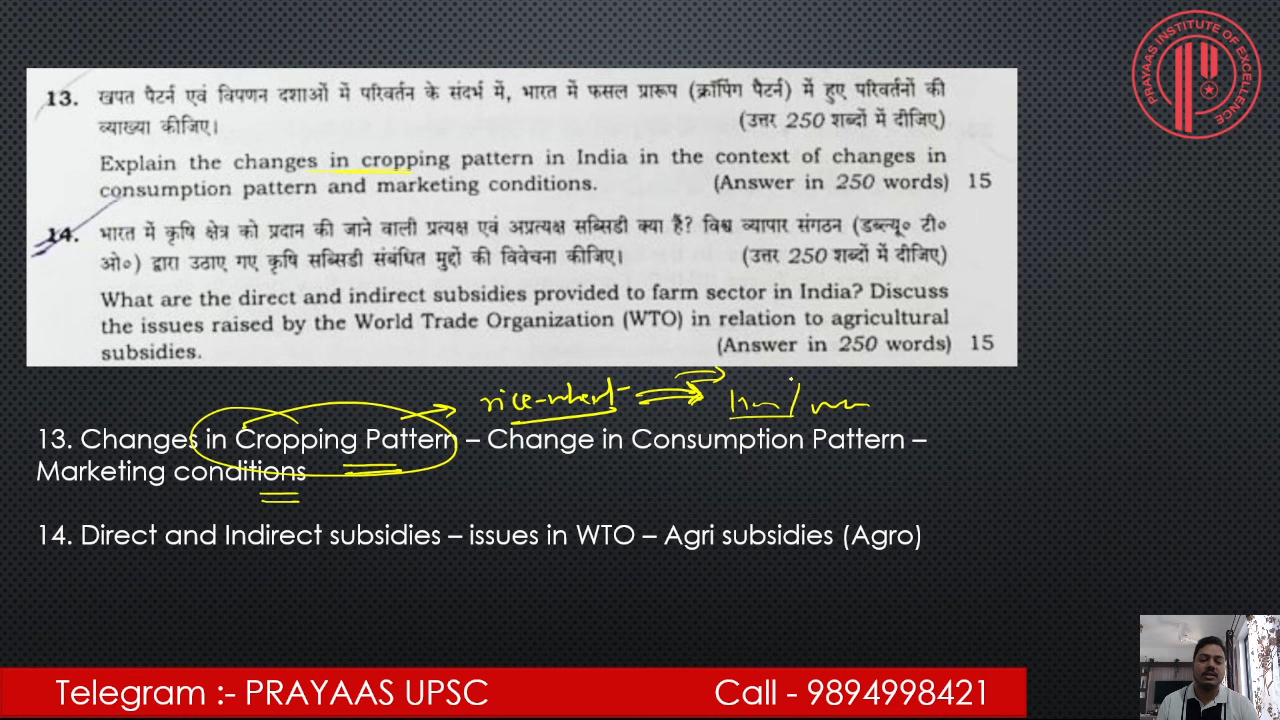 PRAYAAS INSTITUTE OF EXCELLENCE
13. खपत पैटर्न एवं विपणन दशाओं में परिवर्तन के संदर्भ में, भारत में फसल प्रारूप (क्रॉपिंग पैटर्न) में हुए परिवर्तनों की
व्याख्या कीजिए। (उत्तर 250 शब्दों में दीजिए)
Explain the changes in cropping pattern in India in the context of changes in
consumption pattern and marketing conditions. (Answer in 250 words) 15
14. भारत में कृषि क्षेत्र को प्रदान की जाने वाली प्रत्यक्ष एवं अप्रत्यक्ष सब्सिडी क्या हैं? विश्व व्यापार संगठन (डब्ल्यू० टी०
ओ०) द्वारा उठाए गए कृषि सब्सिडी संबंधित मुद्दों की विवेचना कीजिए। (उत्तर 250 शब्दों में दीजिए)
What are the direct and indirect subsidies provided to farm sector in India? Discuss
the issues raised by the World Trade Organization (WTO) in relation to agricultural
subsidies. (Answer in 250 words) 15
rice-wheat
13. Changes in Cropping Pattern – Change in Consumption Pattern –
Marketing conditions
14. Direct and Indirect subsidies – issues in WTO – Agri subsidies (Agro)
Telegram :- PRAYAAS UPSC Call - 9894998421